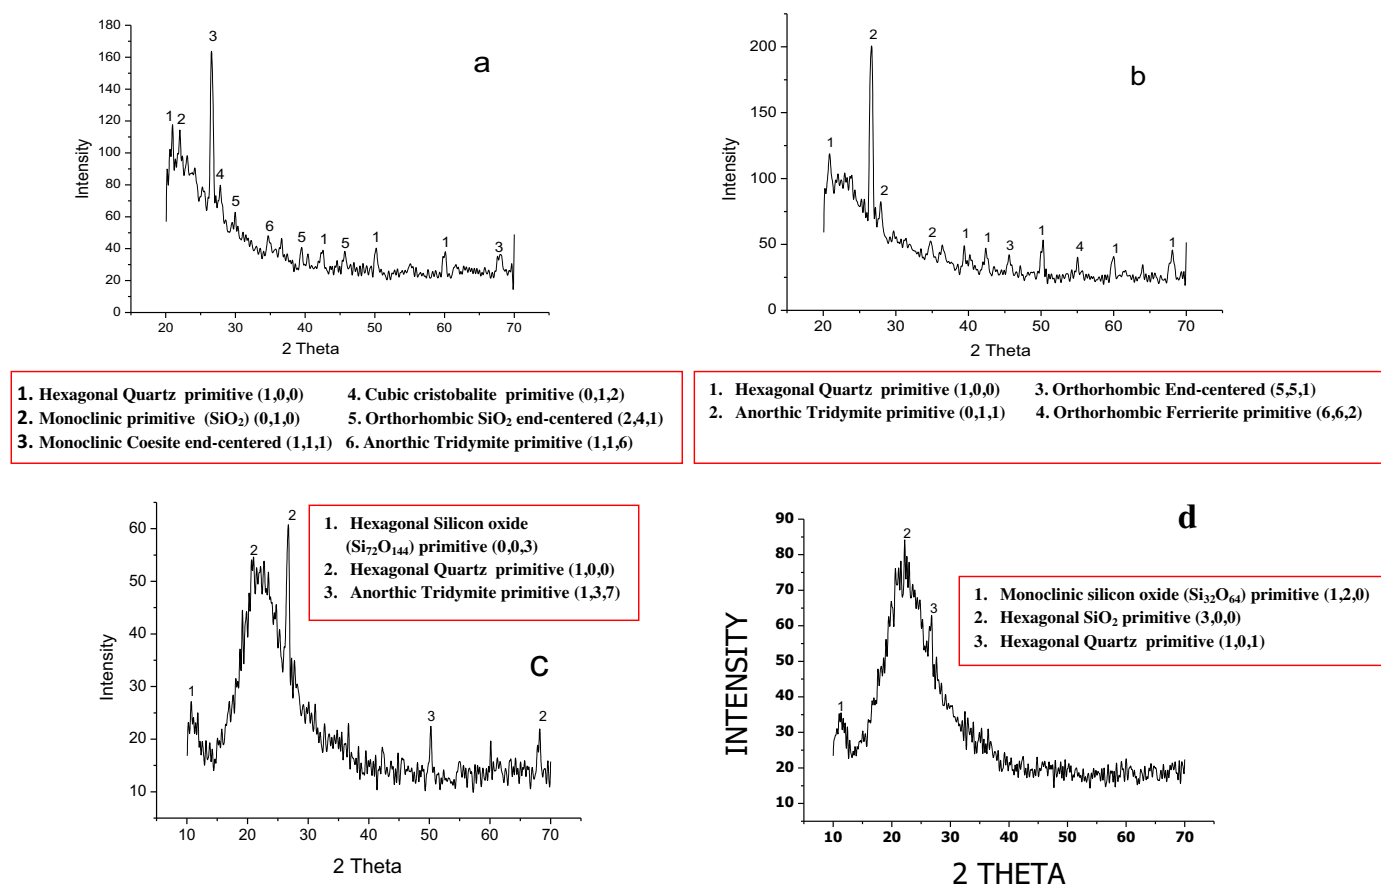 a
Intensity
180
160
140
120
100
80
60
40
20
0
1
2
3
4
5
6
5
1
5
1
1
3
20 30 40 50 60 70
2 Theta
b
Intensity
200
150
100
50
0
1
2
2
2
1
1
3
1
4
1
1
20 30 40 50 60 70
2 Theta
1. Hexagonal Quartz primitive (1,0,0)
2. Monoclinic primitive (SiO₂) (0,1,0)
3. Monoclinic Coesite end-centered (1,1,1)
4. Cubic cristobalite primitive (0,1,2)
5. Orthorhombic SiO₂ end-centered (2,4,1)
6. Anorthic Tridymite primitive (1,1,6)
1. Hexagonal Quartz primitive (1,0,0)
2. Anorthic Tridymite primitive (0,1,1)
3. Orthorhombic End-centered (5,5,1)
4. Orthorhombic Ferrierite primitive (6,6,2)
C
Intensity
60
50
40
30
20
10
1
2
2
3
2
10 20 30 40 50 60 70
2 Theta
1. Hexagonal Silicon oxide
(Si₇₂O₁₄₄) primitive (0,0,3)
2. Hexagonal Quartz primitive (1,0,0)
3. Anorthic Tridymite primitive (1,3,7)
d
INTENSITY
90
80
70
60
50
40
30
20
10
1
2
3
10 20 30 40 50 60 70
2 THETA
1. Monoclinic silicon oxide (Si₃₂O₆₄) primitive (1,2,0)
2. Hexagonal SiO₂ primitive (3,0,0)
3. Hexagonal Quartz primitive (1,0,1)